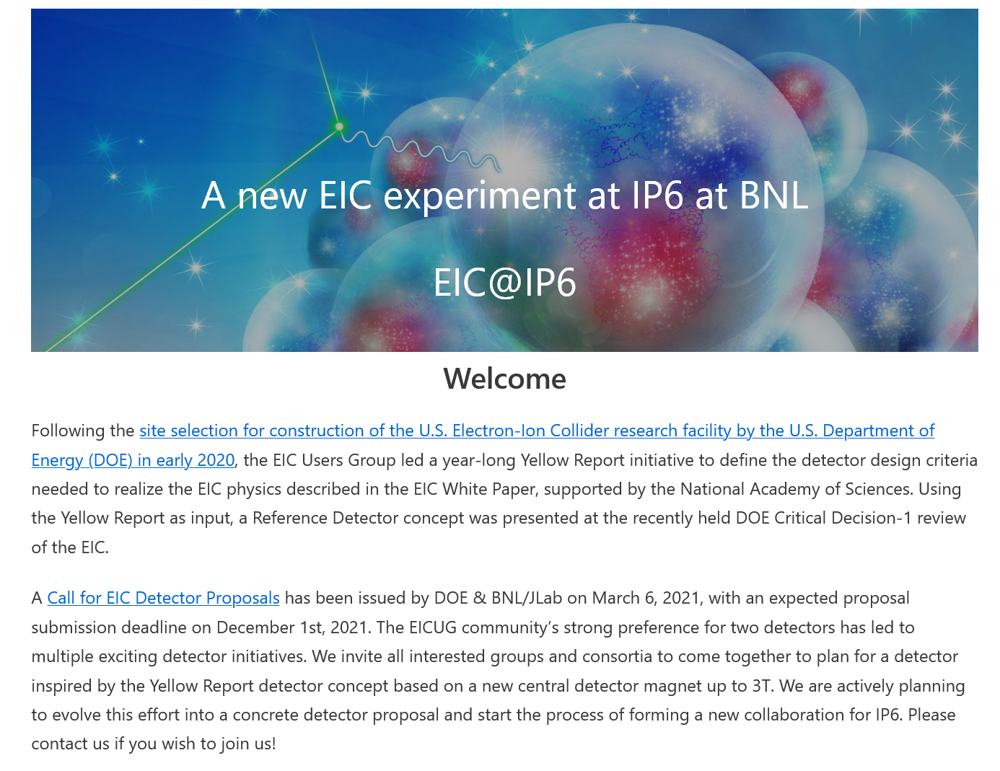 A new EIC experiment at IP6 at BNL
EIC@IP6
Welcome
Following the site selection for construction of the U.S. Electron-Ion Collider research facility by the U.S. Department of
Energy (DOE) in early 2020, the EIC Users Group led a year-long Yellow Report initiative to define the detector design criteria
needed to realize the EIC physics described in the EIC White Paper, supported by the National Academy of Sciences. Using
the Yellow Report as input, a Reference Detector concept was presented at the recently held DOE Critical Decision-1 review
of the EIC.
A Call for EIC Detector Proposals has been issued by DOE & BNL/JLab on March 6, 2021, with an expected proposal
submission deadline on December 1st, 2021. The EICUG community’s strong preference for two detectors has led to
multiple exciting detector initiatives. We invite all interested groups and consortia to come together to plan for a detector
inspired by the Yellow Report detector concept based on a new central detector magnet up to 3T. We are actively planning
to evolve this effort into a concrete detector proposal and start the process of forming a new collaboration for IP6. Please
contact us if you wish to join us!